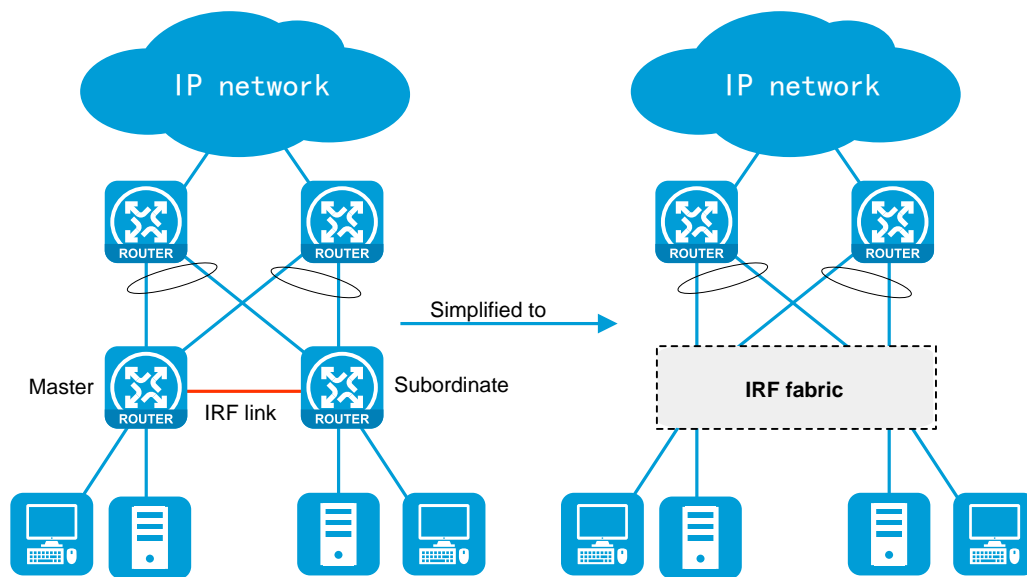 IP network
IP network
ROUTER
ROUTER
ROUTER
ROUTER
Simplified to
Master
ROUTER
IRF link
ROUTER
Subordinate
IRF fabric